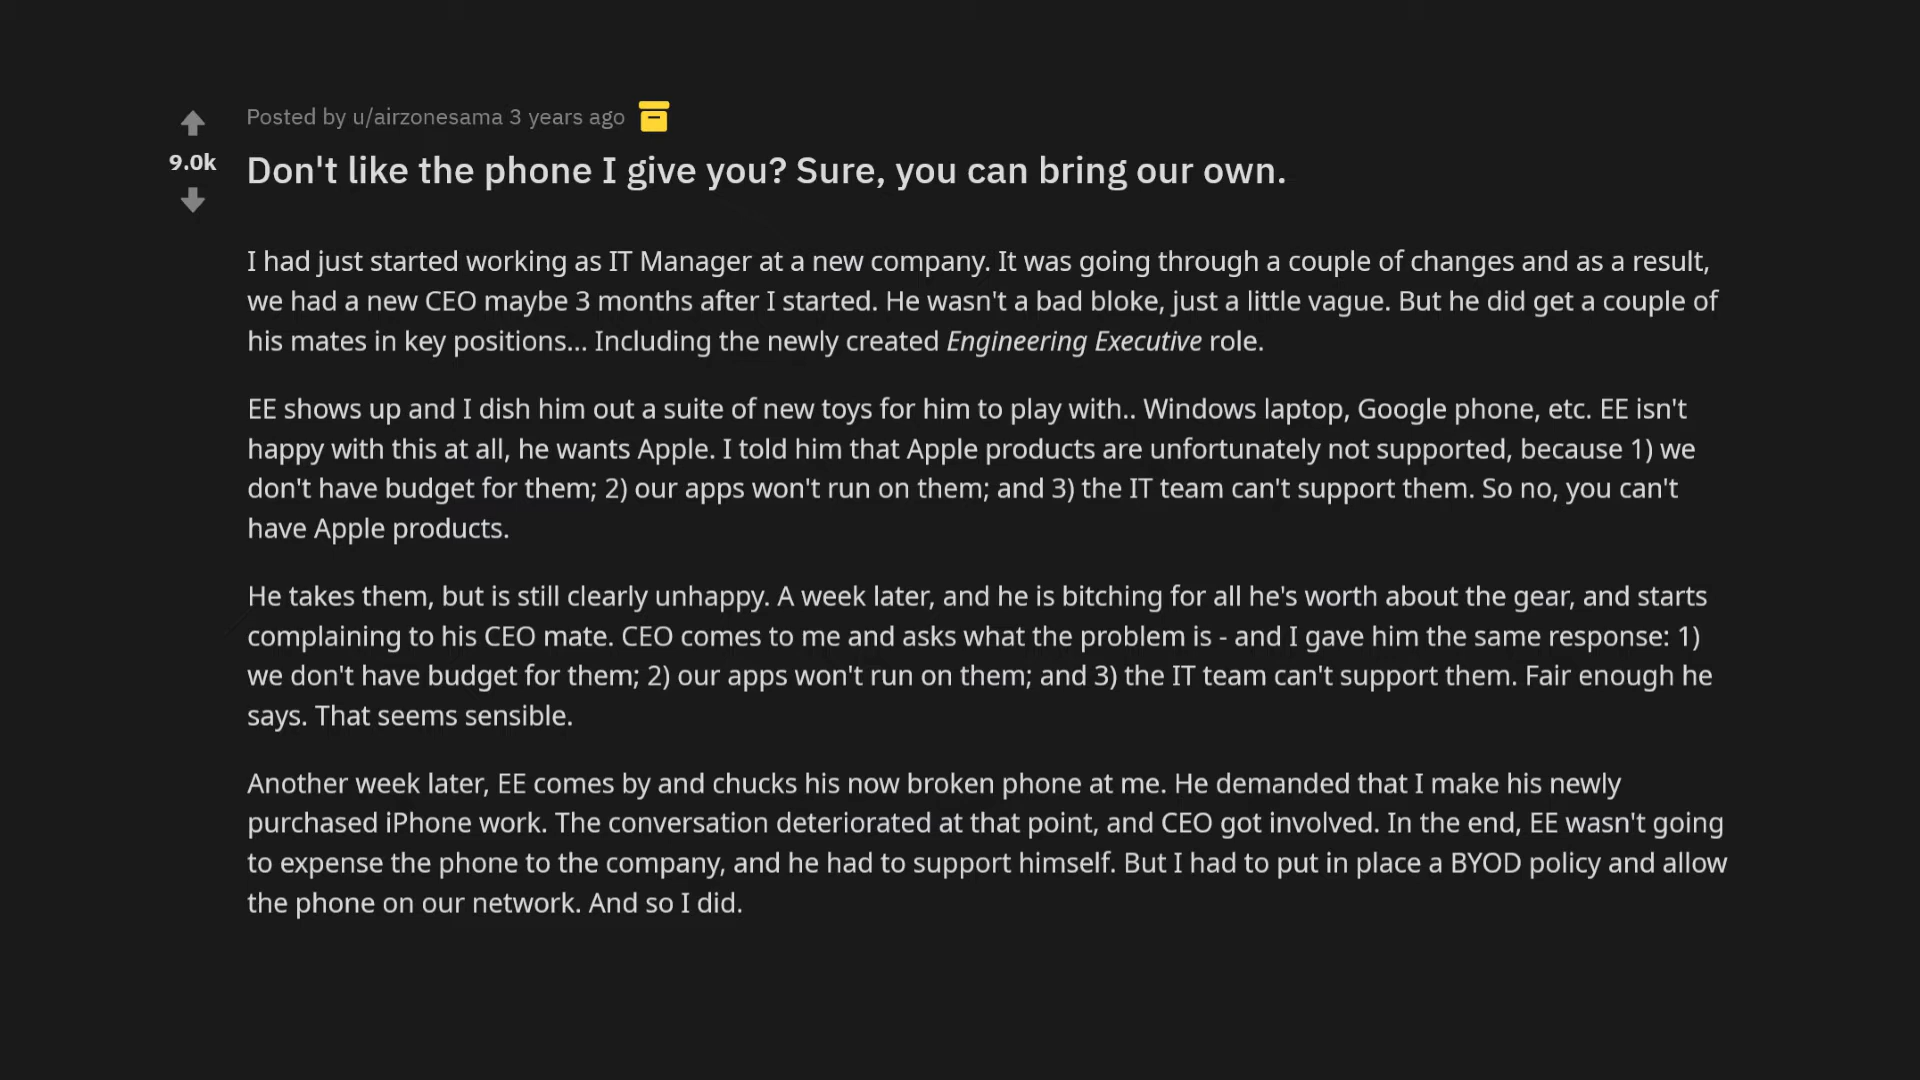 Posted by u/airzonesama 3 years ago
9.0k
Don't like the phone I give you? Sure, you can bring our own.
I had just started working as IT Manager at a new company. It was going through a couple of changes and as a result,
we had a new CEO maybe 3 months after I started. He wasn't a bad bloke, just a little vague. But he did get a couple of
his mates in key positions... Including the newly created Engineering Executive role.
EE shows up and I dish him out a suite of new toys for him to play with.. Windows laptop, Google phone, etc. EE isn't
happy with this at all, he wants Apple. I told him that Apple products are unfortunately not supported, because 1) we
don't have budget for them; 2) our apps won't run on them; and 3) the IT team can't support them. So no, you can't
have Apple products.
He takes them, but is still clearly unhappy. A week later, and he is bitching for all he's worth about the gear, and starts
complaining to his CEO mate. CEO comes to me and asks what the problem is - and I gave him the same response: 1)
we don't have budget for them; 2) our apps won't run on them; and 3) the IT team can't support them. Fair enough he
says. That seems sensible.
Another week later, EE comes by and chucks his now broken phone at me. He demanded that I make his newly
purchased iPhone work. The conversation deteriorated at that point, and CEO got involved. In the end, EE wasn't going
to expense the phone to the company, and he had to support himself. But I had to put in place a BYOD policy and allow
the phone on our network. And so I did.